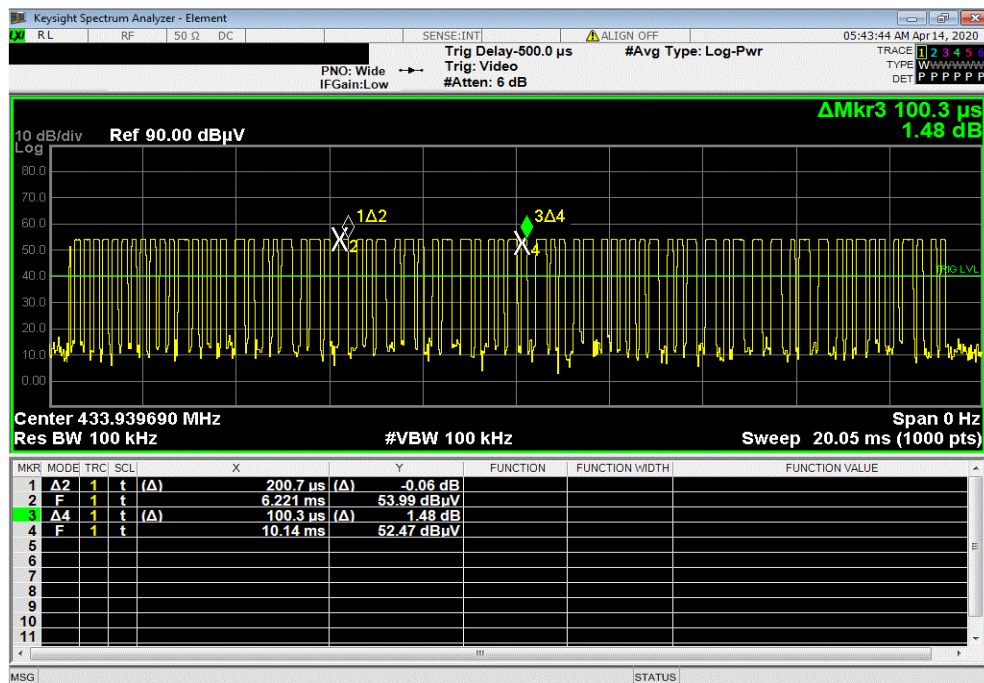 Keysight Spectrum Analyzer - Element
LXI RL RF 50 Ω DC SENSE:INT ALIGN OFF 05:43:44 AM Apr 14, 2020
Trig Delay-500.0 µs #Avg Type: Log-Pwr TRACE 1 2 3 4 5 6
PNO: Wide Trig: Video TYPE WWWWWW
IFGain:Low #Atten: 6 dB DET P P P P P P
ΔMkr3 100.3 µs
1.48 dB
10 dB/div Ref 90.00 dBµV
Log
80.0
70.0
60.0
1Δ2
3Δ4
50.0
2
4
40.0
TRIG LVL
30.0
20.0
10.0
0.00
Center 433.939690 MHz Span 0 Hz
Res BW 100 kHz #VBW 100 kHz Sweep 20.05 ms (1000 pts)
MKR MODE TRC SCL X Y FUNCTION FUNCTION WIDTH FUNCTION VALUE
1 Δ2 1 t (Δ) 200.7 µs (Δ) -0.06 dB
2 F 1 t 6.221 ms 53.99 dBµV
3 Δ4 1 t (Δ) 100.3 µs (Δ) 1.48 dB
4 F 1 t 10.14 ms 52.47 dBµV
5
6
7
8
9
10
11
MSG STATUS